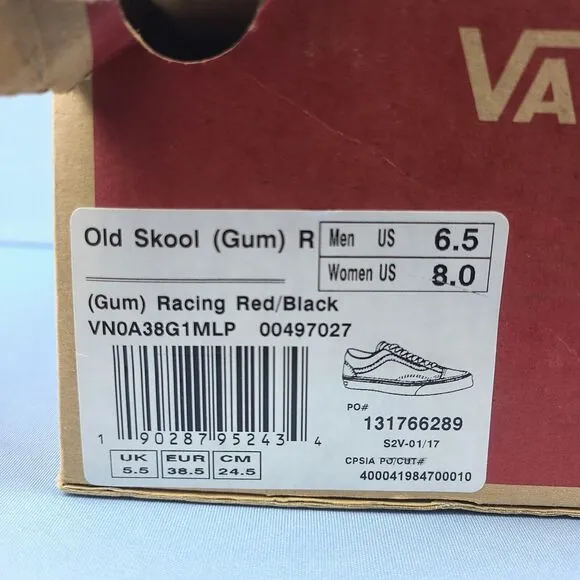 VA
Old Skool (Gum) R
Men US 6.5
Women US 8.0
(Gum) Racing Red/Black
VN0A38G1MLP 00497027
1 90287 95243 4
PO#
131766289
S2V-01/17
CPSIA PO/CUT#
400041984700010
UK EUR CM
5.5 38.5 24.5